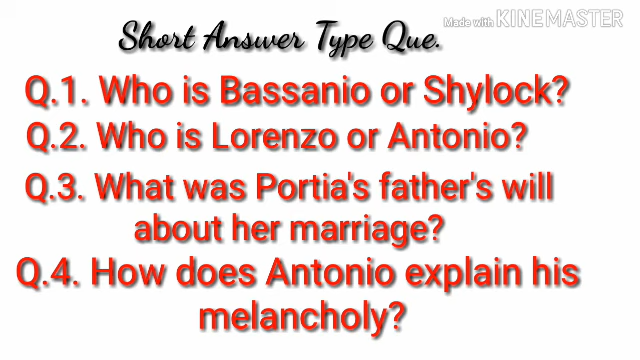 Made with KINEMASTER
Short Answer Type Que.
Q.1. Who is Bassanio or Shylock?
Q.2. Who is Lorenzo or Antonio?
Q.3. What was Portia's father's will
about her marriage?
Q.4. How does Antonio explain his
melancholy?